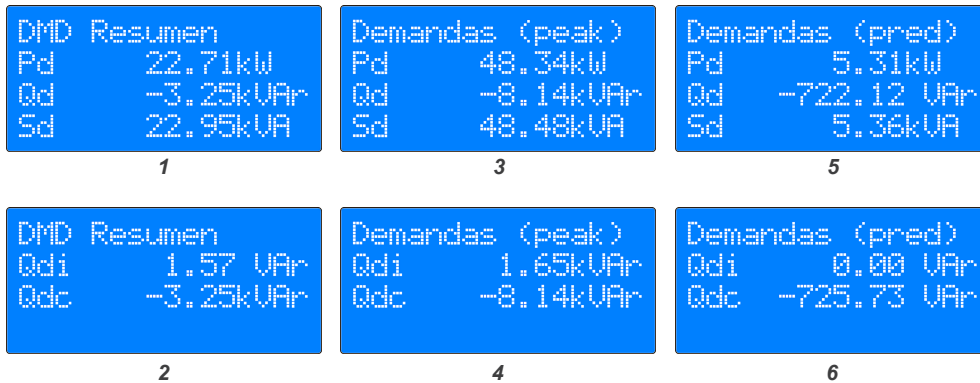 DMD Resumen
Pd 22.71kW
Qd -3.25kVAr
Sd 22.95kVA
1
Demandas (peak)
Pd 48.34kW
Qd -8.14kVAr
Sd 48.48kVA
3
Demandas (pred)
Pd 5.31kW
Qd -722.12 VAr
Sd 5.36kVA
5
DMD Resumen
Qdi 1.57 VAr
Qdc -3.25kVAr
2
Demandas (peak)
Qdi 1.65kVAr
Qdc -8.14kVAr
4
Demandas (pred)
Qdi 0.00 VAr
Qdc -725.73 VAr
6